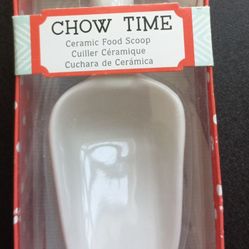 CHOW TIME
Ceramic Food Scoop
Cuiller Céramique
Cuchara de Cerámica